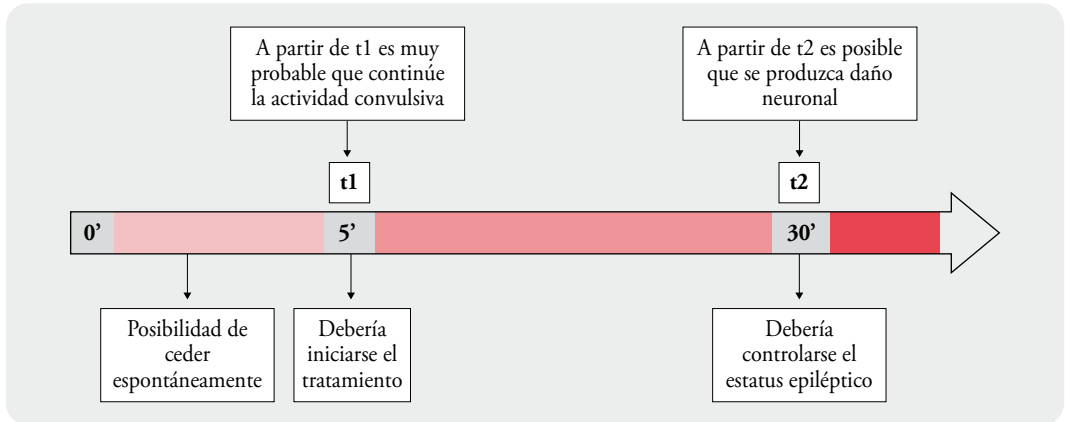 A partir de t1 es muy
probable que continúe
la actividad convulsiva
A partir de t2 es posible
que se produzca daño
neuronal
t1
t2
0’
5’
30’
Posibilidad de
ceder
espontáneamente
Debería
iniciarse el
tratamiento
Debería
controlarse el
estatus epiléptico